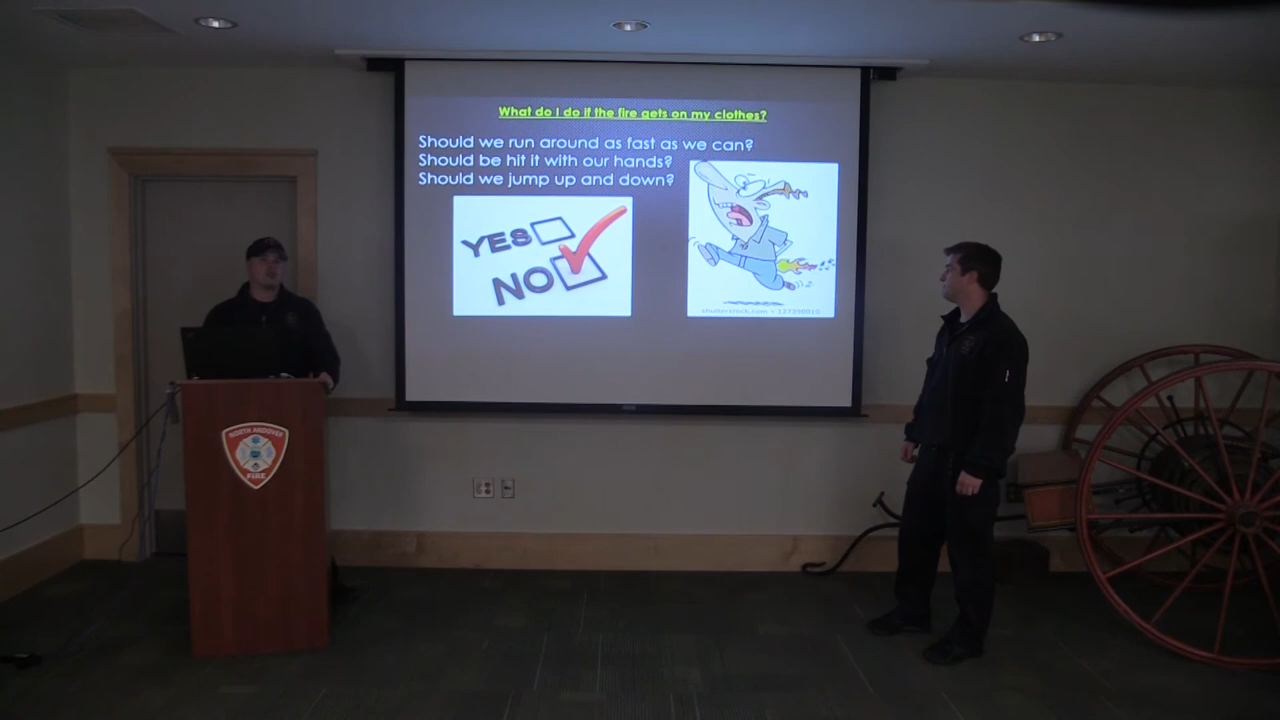 What do I do if the fire gets on my clothes?
Should we run around as fast as we can?
Should be hit it with our hands?
Should we jump up and down?
YES
NO
shutterstock.com • 127398815
NORTH ANDOVER
FIRE